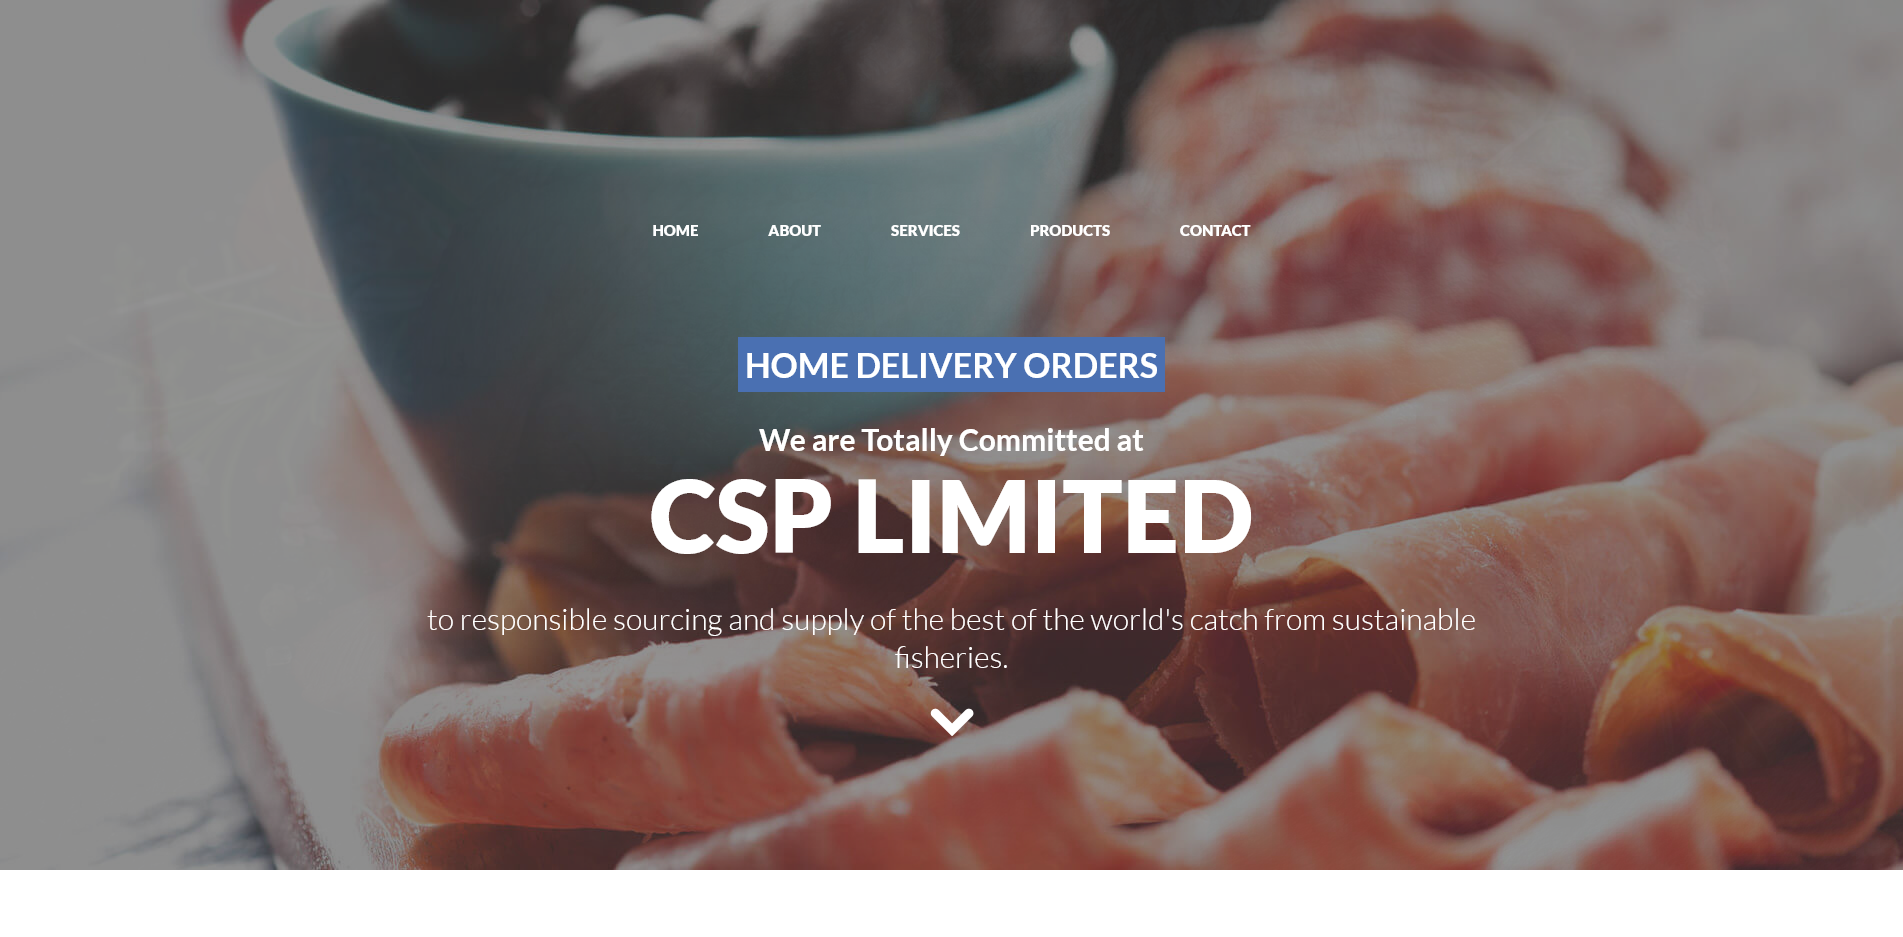 HOME ABOUT SERVICES PRODUCTS CONTACT
HOME DELIVERY ORDERS
We are Totally Committed at
CSP LIMITED
to responsible sourcing and supply of the best of the world's catch from sustainable
fisheries.